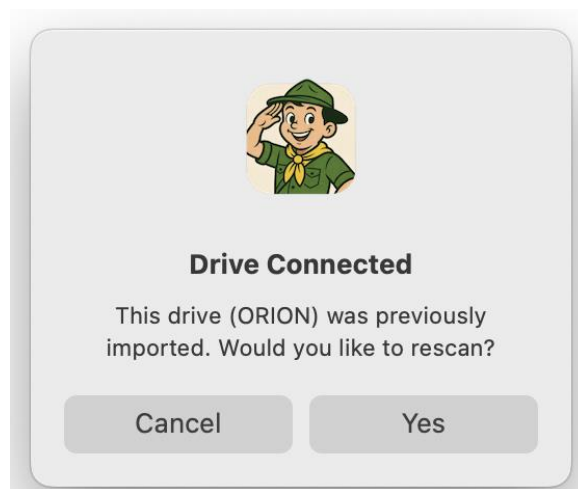 Drive Connected
This drive (ORION) was previously
imported. Would you like to rescan?
Cancel
Yes